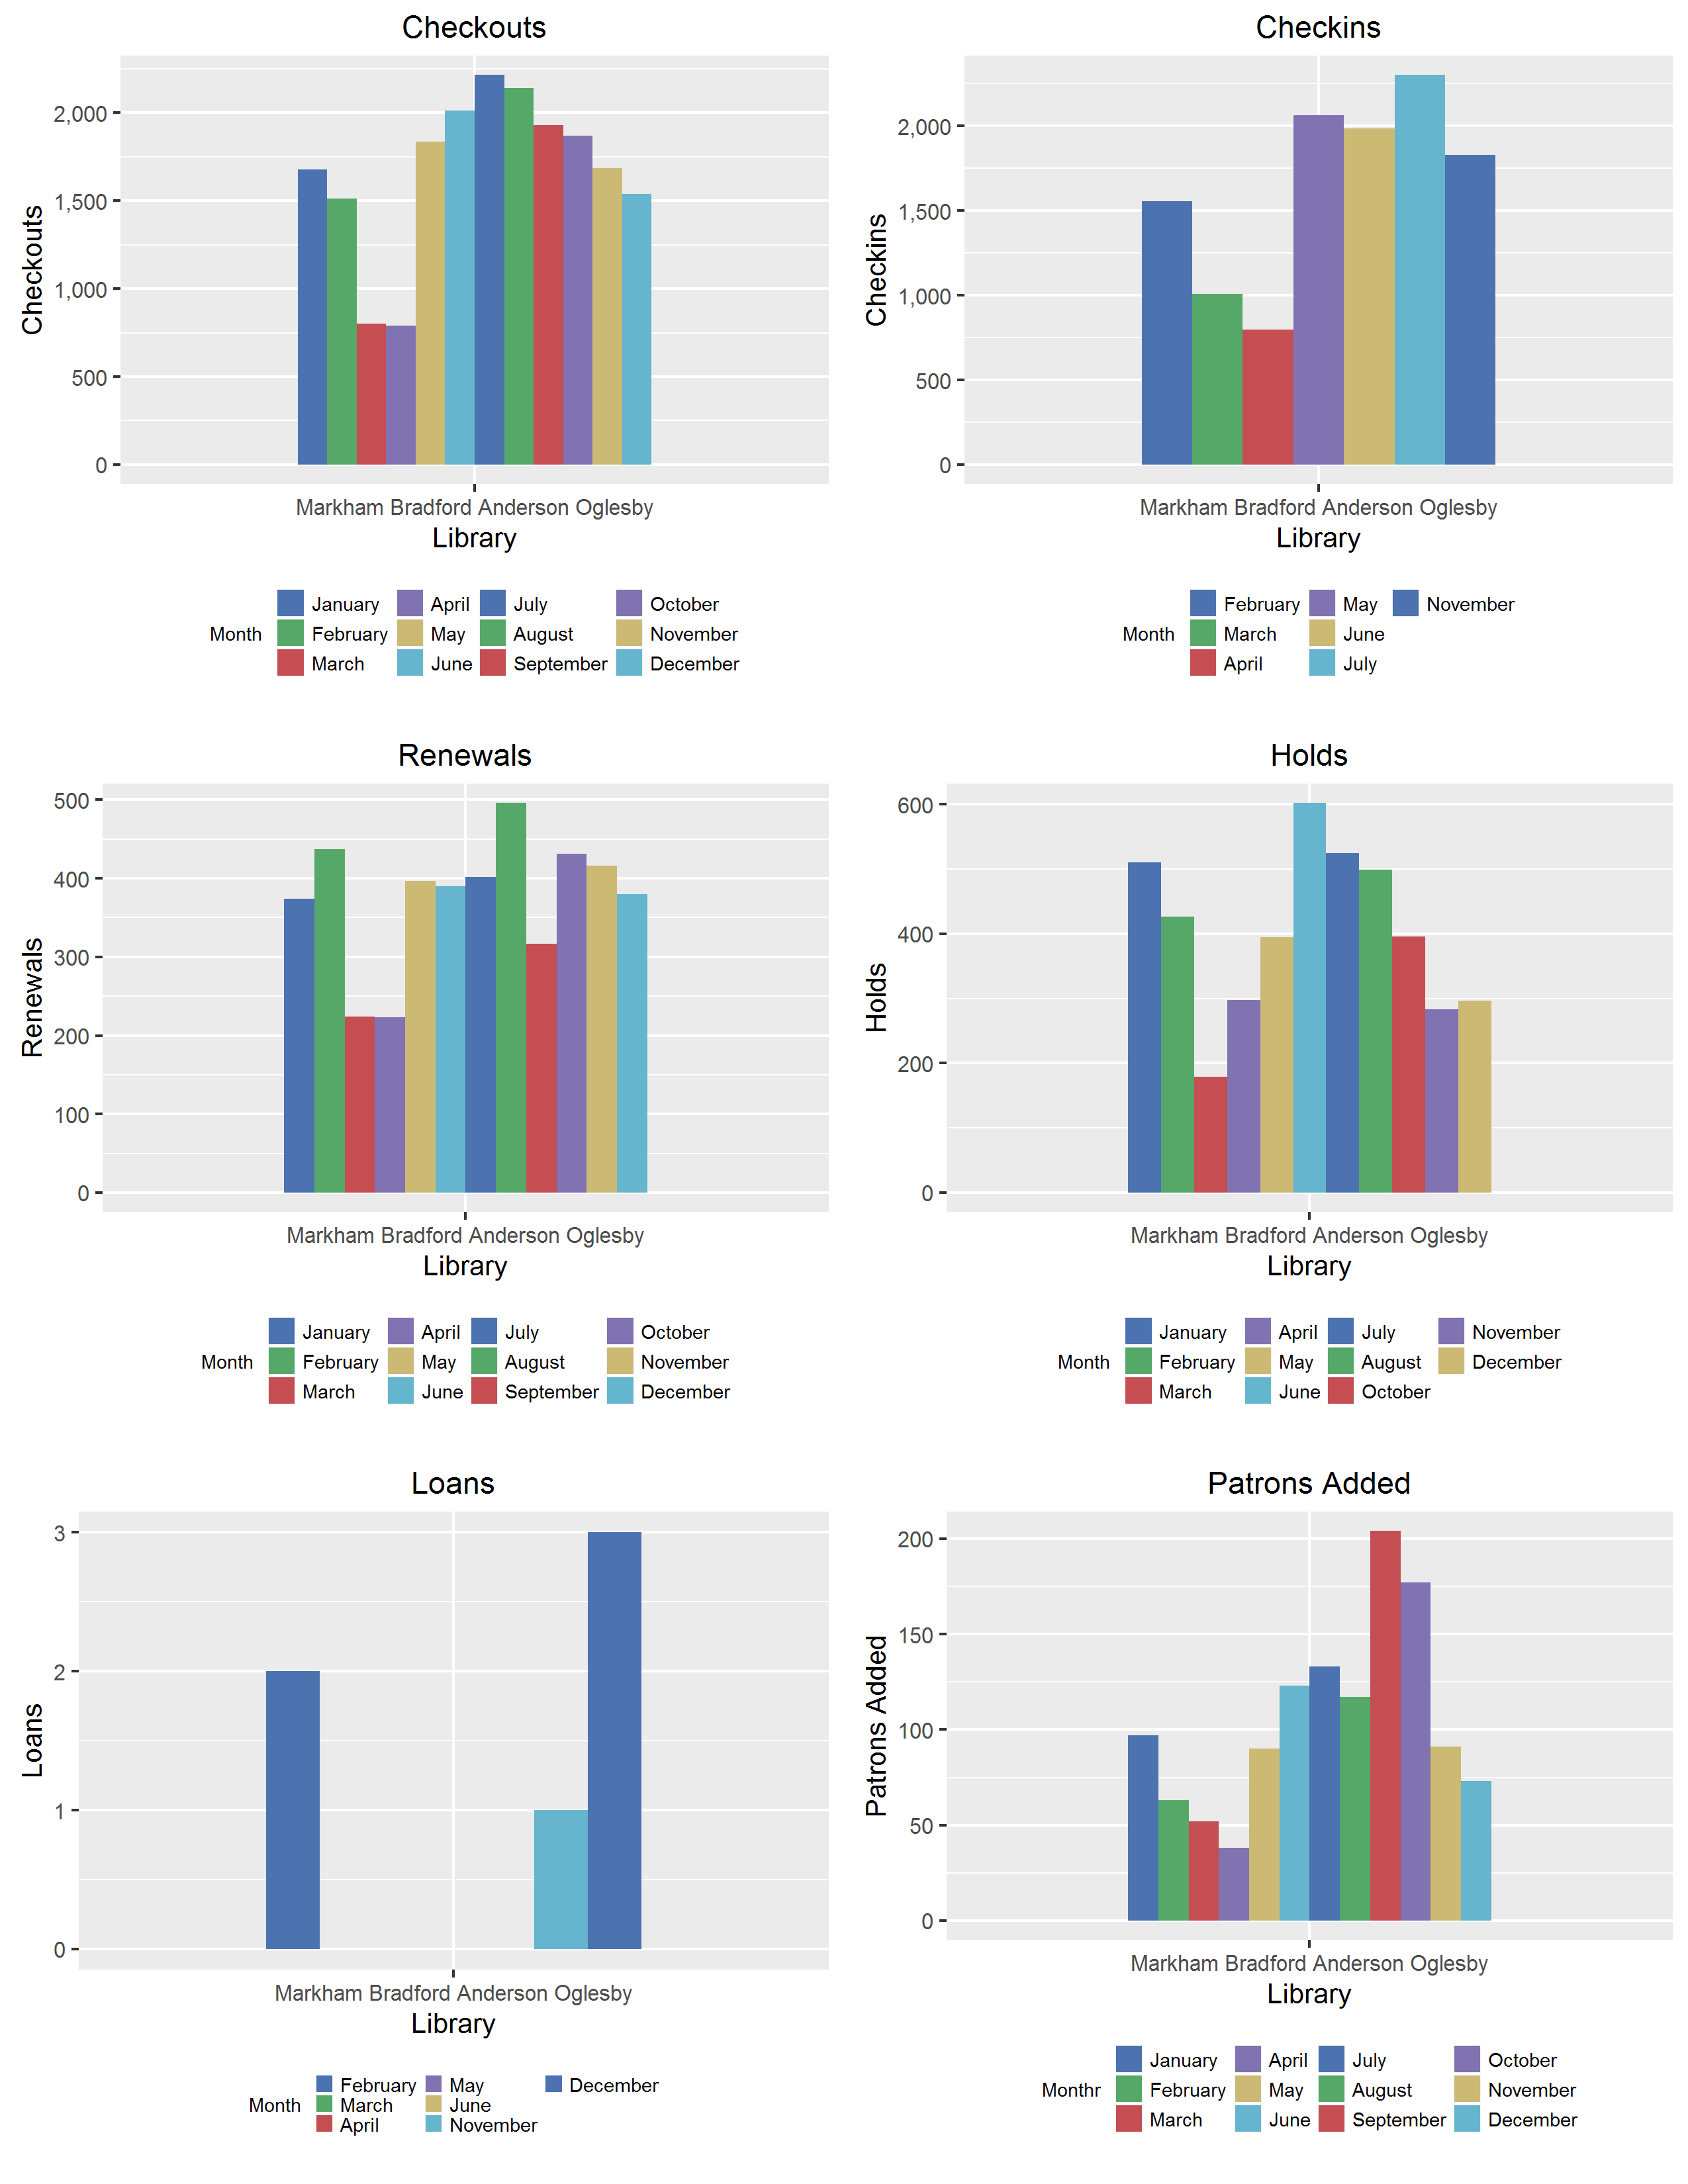 Checkouts
Checkouts
2,000
1,500
1,000
500
0
Markham Bradford Anderson Oglesby
Library
Month
January April July October
February May August November
March June September December
Checkins
Checkins
2,000
1,500
1,000
500
0
Markham Bradford Anderson Oglesby
Library
Month
February May November
March June
April July
Renewals
Renewals
500
400
300
200
100
0
Markham Bradford Anderson Oglesby
Library
Month
January April July October
February May August November
March June September December
Holds
Holds
600
400
200
0
Markham Bradford Anderson Oglesby
Library
Month
January April July November
February May August December
March June October
Loans
Loans
3
2
1
0
Markham Bradford Anderson Oglesby
Library
Month
February May December
March June
April November
Patrons Added
Patrons Added
200
150
100
50
0
Markham Bradford Anderson Oglesby
Library
Monthr
January April July October
February May August November
March June September December